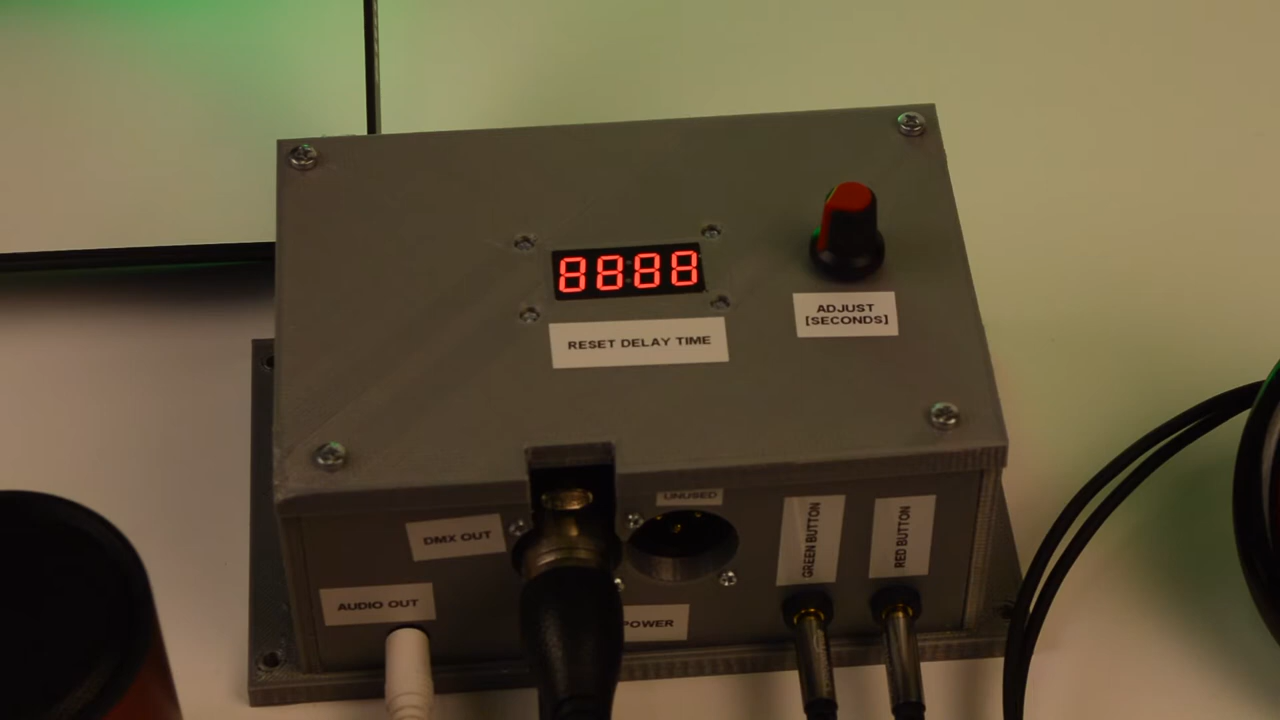 8888
RESET DELAY TIME
ADJUST
[SECONDS]
UNUSED
DMX OUT
GREEN BUTTON
RED BUTTON
AUDIO OUT
POWER